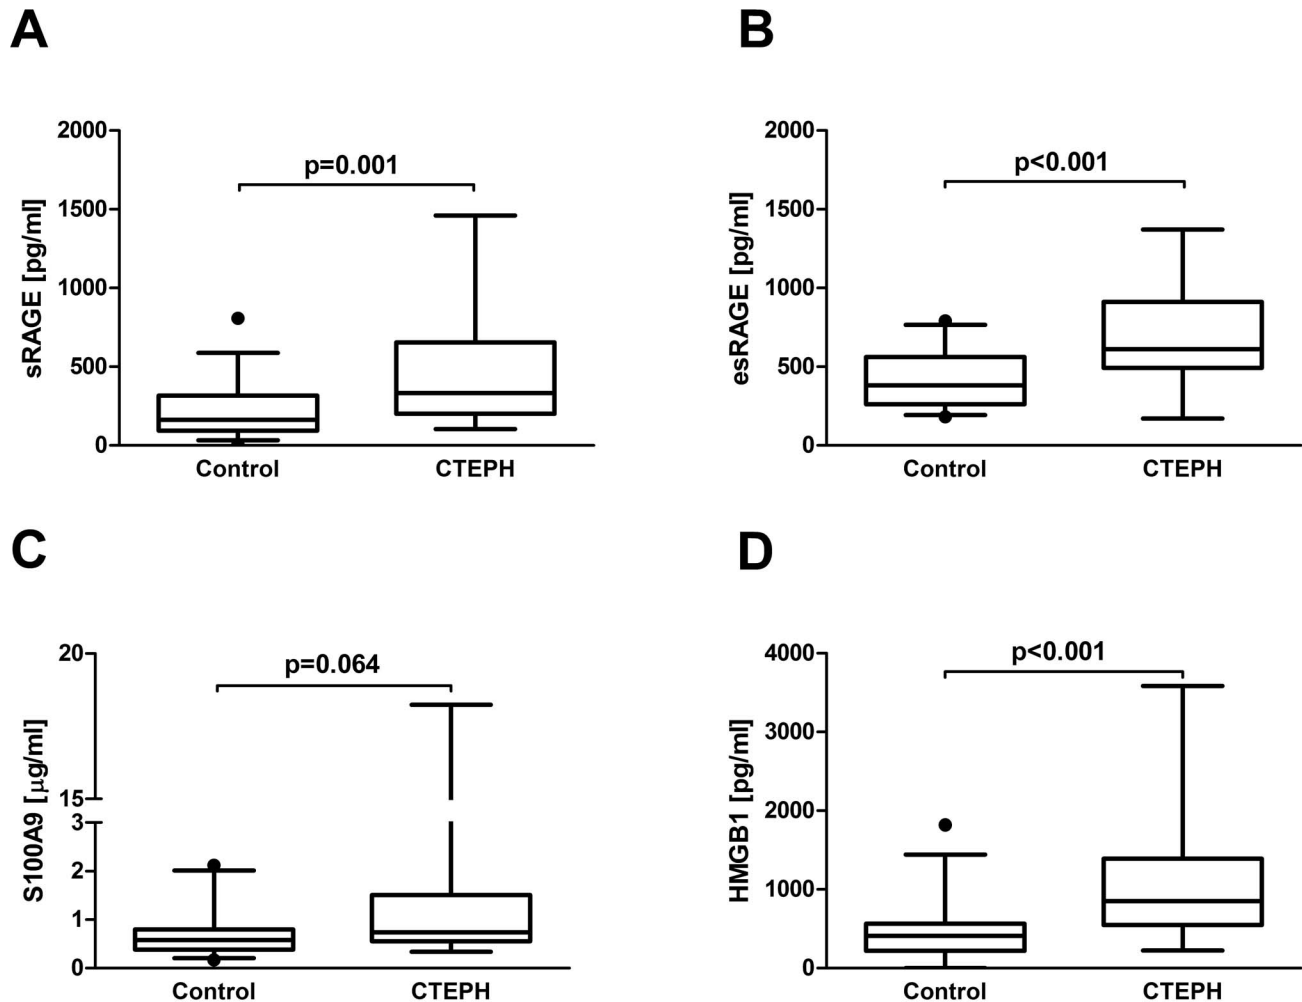 A
2000
1500
1000
500
0
sRAGE [pg/ml]
p=0.001
Control
CTEPH
B
2000
1500
1000
500
0
esRAGE [pg/ml]
p<0.001
Control
CTEPH
C
20
15
3
2
1
0
S100A9 [µg/ml]
p=0.064
Control
CTEPH
D
4000
3000
2000
1000
0
HMGB1 [pg/ml]
p<0.001
Control
CTEPH